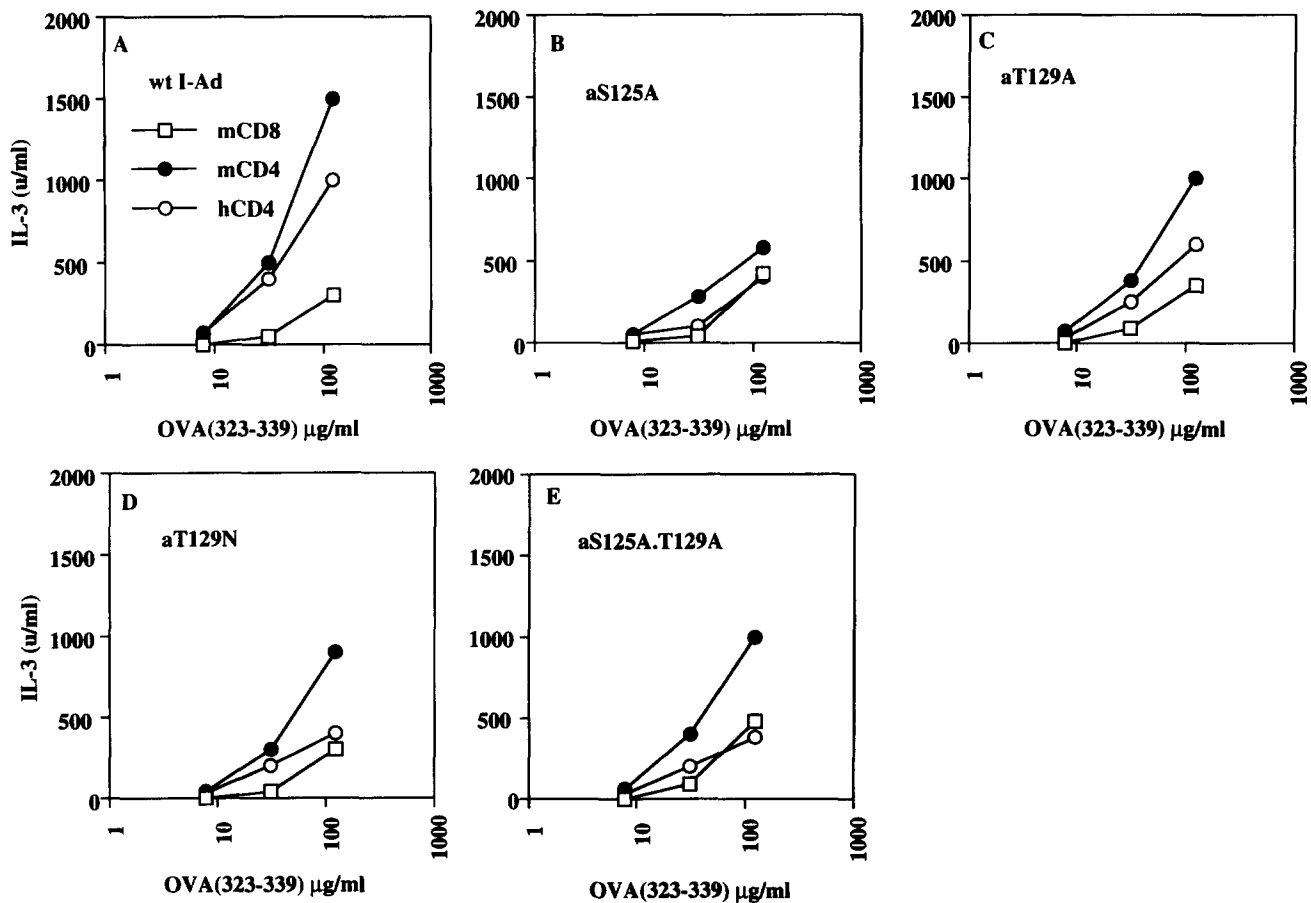 A
wt I-Ad
mCD8
mCD4
hCD4
2000
1500
1000
500
0
IL-3 (u/ml)
1
10
100
1000
OVA(323-339) µg/ml
B
aS125A
2000
1500
1000
500
0
1
10
100
1000
OVA(323-339) µg/ml
C
aT129A
2000
1500
1000
500
0
1
10
100
1000
OVA(323-339) µg/ml
D
aT129N
2000
1500
1000
500
0
IL-3 (u/ml)
1
10
100
1000
OVA(323-339) µg/ml
E
aS125A.T129A
2000
1500
1000
500
0
1
10
100
1000
OVA(323-339) µg/ml